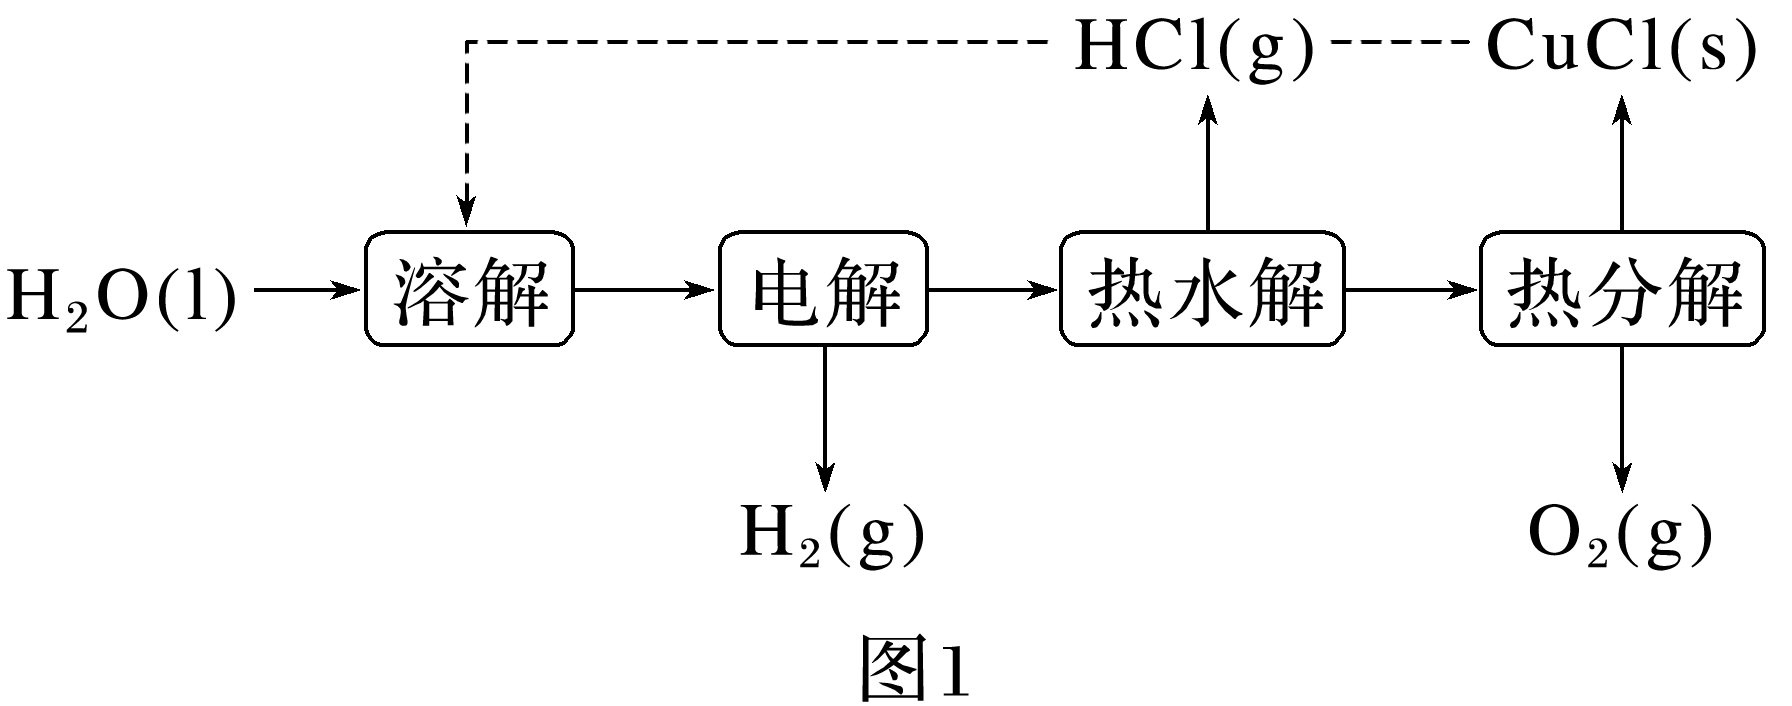 HCl(g) CuCl(s)
H₂O(l) 溶解 电解 热水解 热分解
H₂(g) O₂(g)
图1